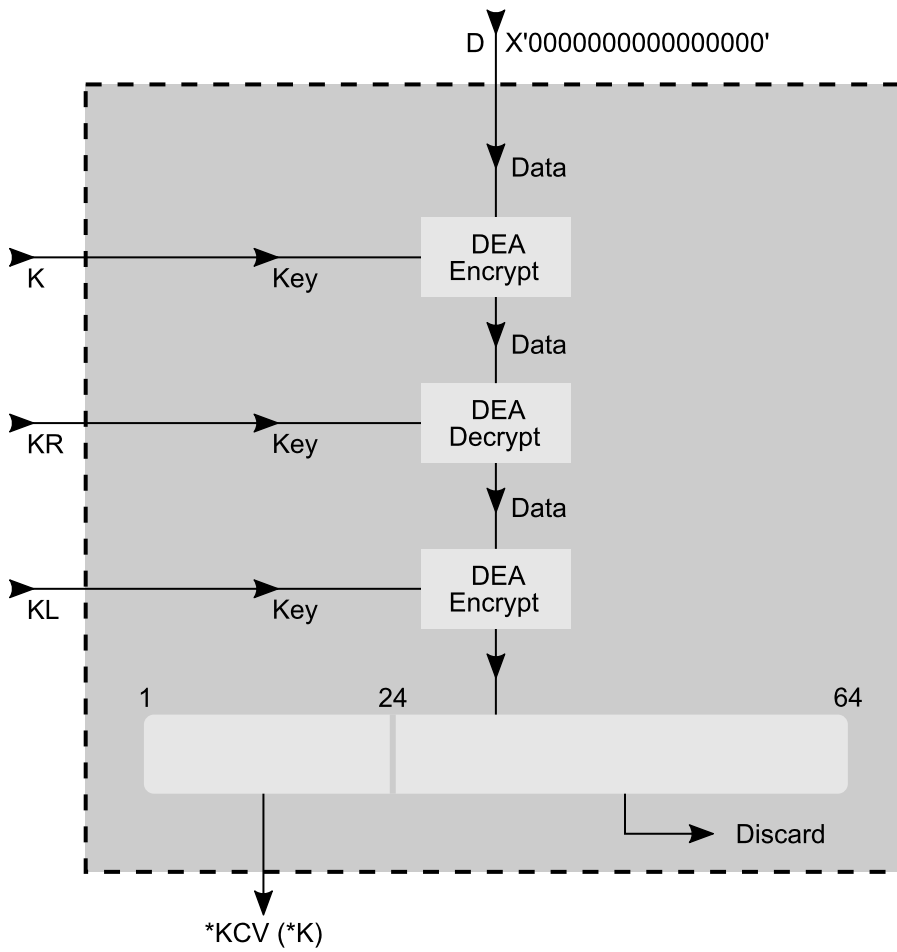 D X'0000000000000000'
Data
DEA
Encrypt
K
Key
Data
DEA
Decrypt
KR
Key
Data
DEA
Encrypt
KL
Key
1
24
64
Discard
*KCV (*K)